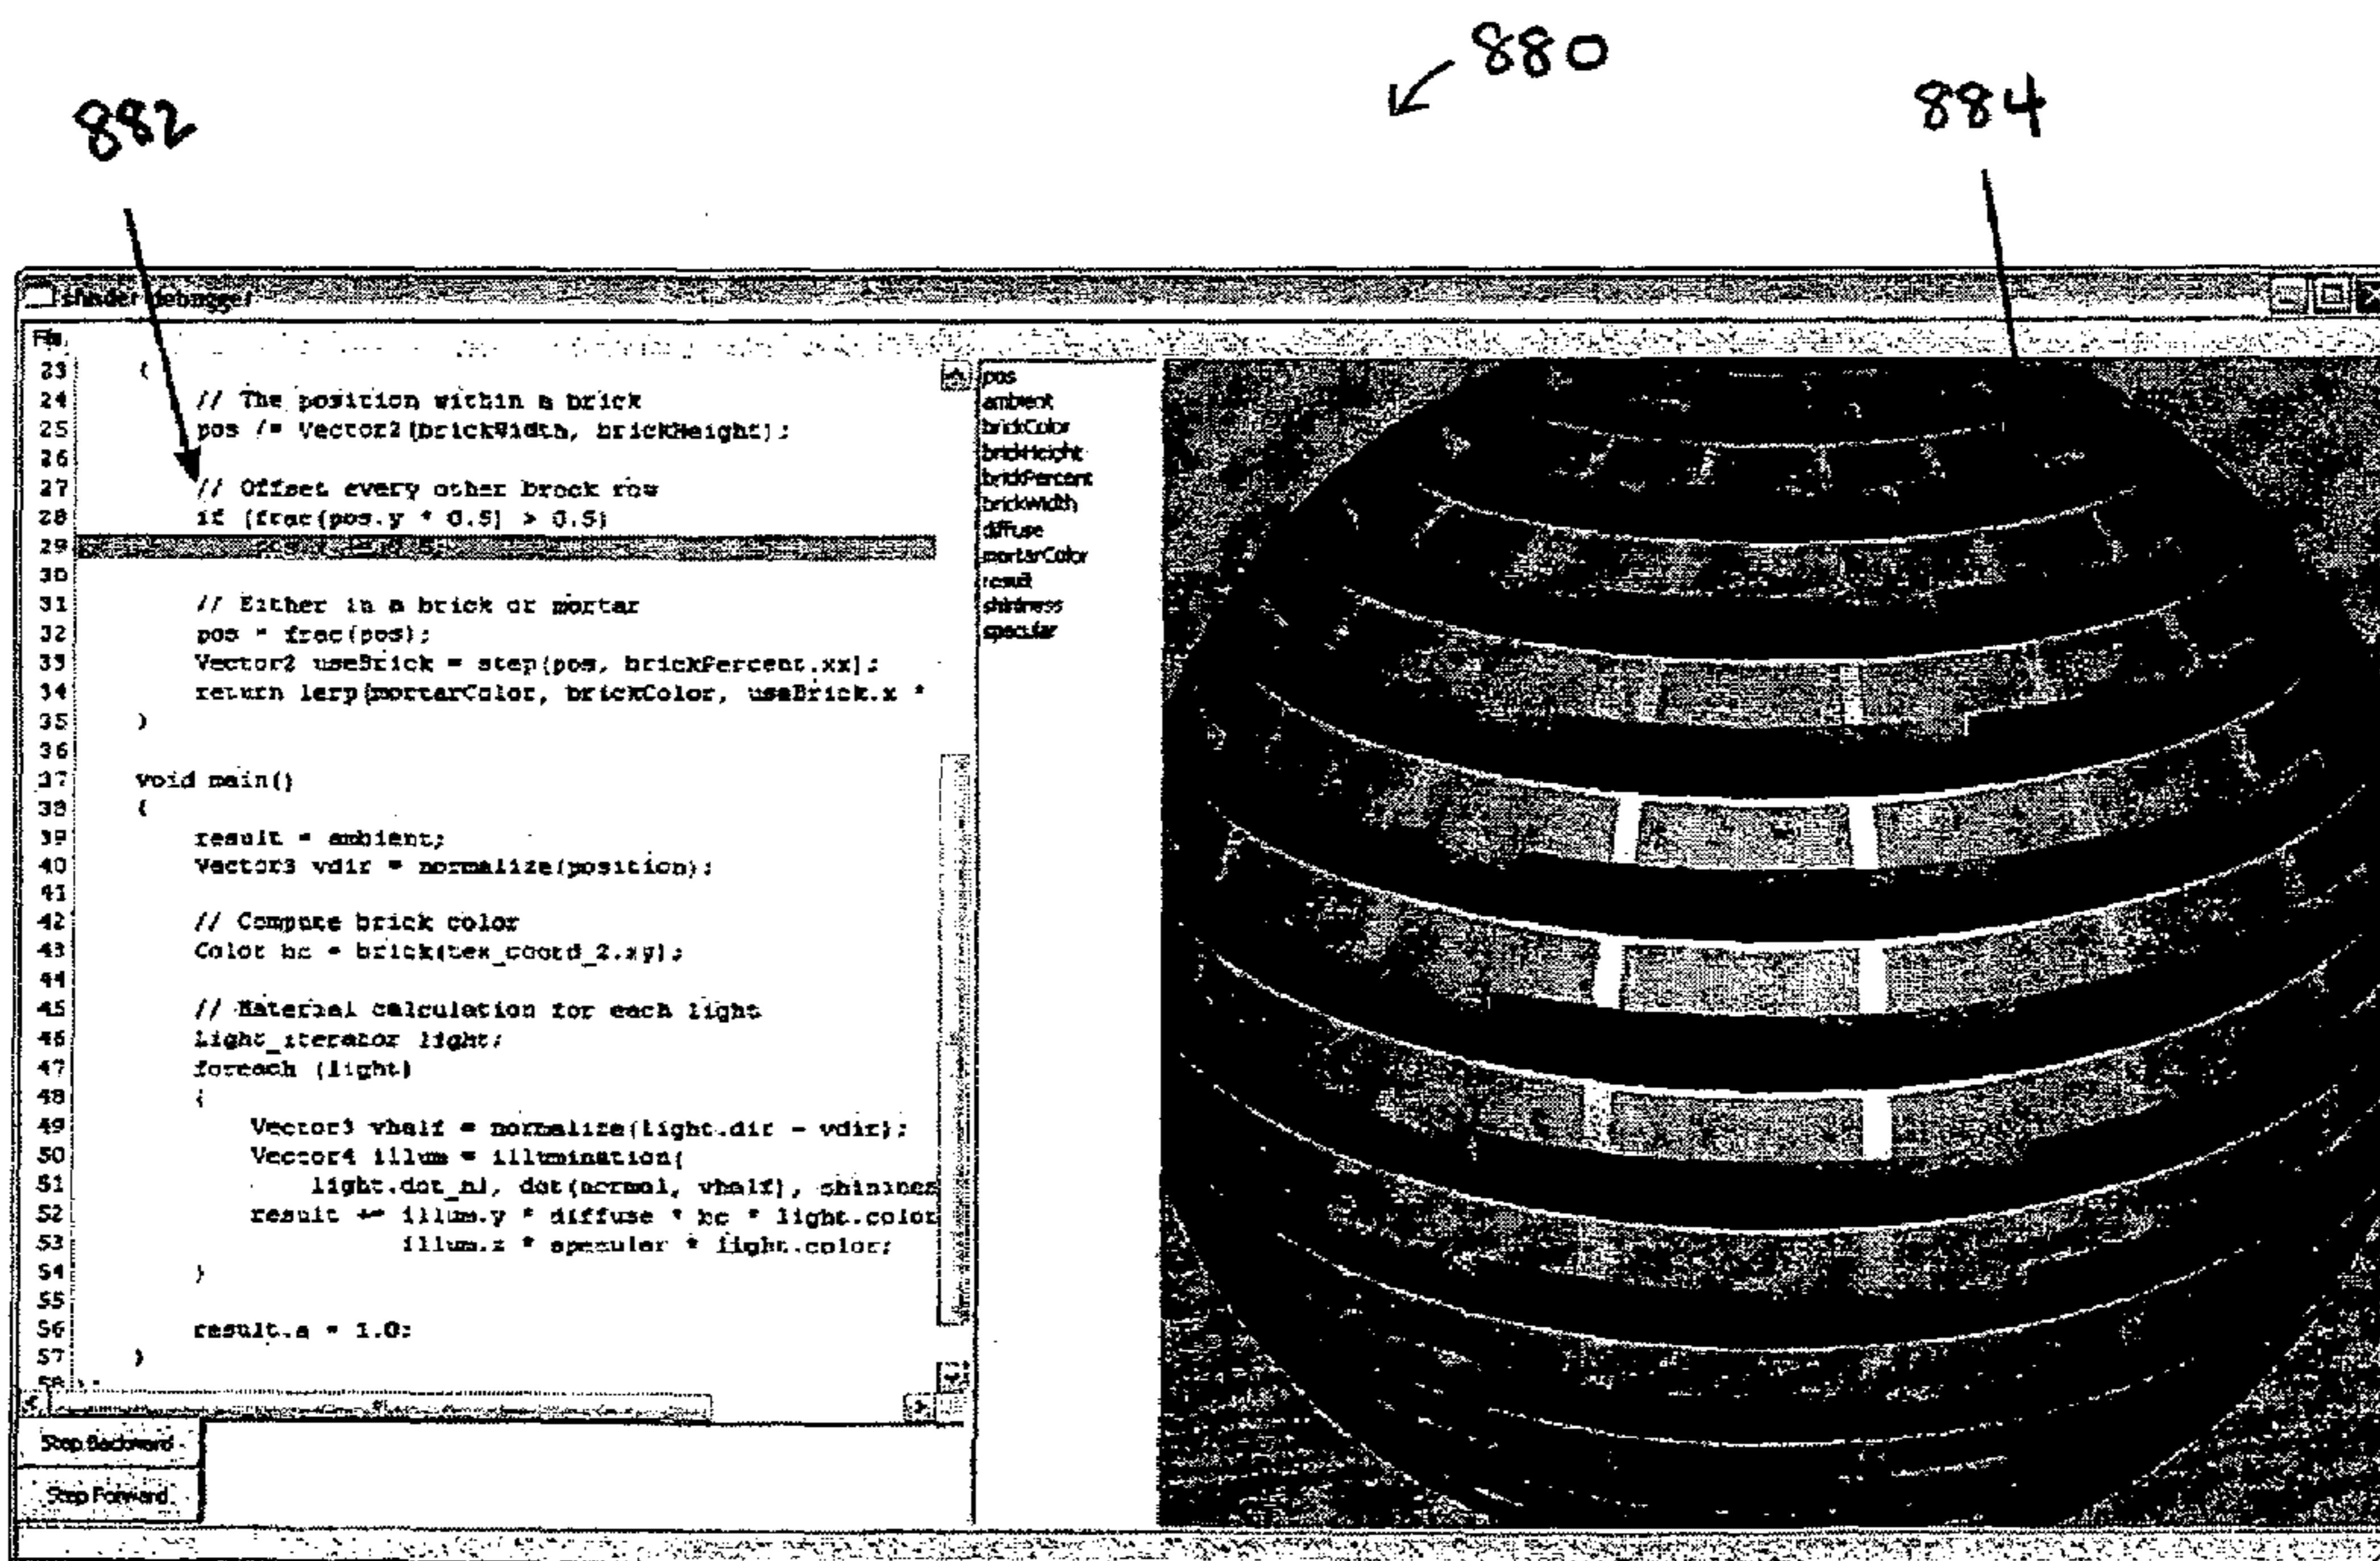 880
882
884
shader debugger
File
23 {
24 // The position within a brick
25 pos /= Vector2(brickWidth, brickHeight);
26
27 // Offset every other brock row
28 if (frac(pos.y * 0.5) > 0.5)
29
30
31 // Either in a brick or mortar
32 pos = frac(pos);
33 Vector2 useBrick = step(pos, brickPercent.xx);
34 return lerp(mortarColor, brickColor, useBrick.x *
35 }
36
37 void main()
38 {
39 result = ambient;
40 Vector3 vdir = normalize(position);
41
42 // Compute brick color
43 Color bc = brick(tex_coord_2.xy);
44
45 // Material calculation for each light
46 Light_iterator light;
47 foreach (light)
48 {
49 Vector3 vhalf = normalize(light.dir - vdir);
50 Vector4 illum = illumination(
51 light.dot_nl, dot(normal, vhalf), shinines
52 result += illum.y * diffuse * bc * light.color
53 illum.z * specular * light.color;
54 }
55
56 result.a = 1.0;
57 }
58
pos
ambient
brickColor
brickHeight
brickPercent
brickWidth
diffuse
mortarColor
result
shininess
specular
Step Backward
Step Forward